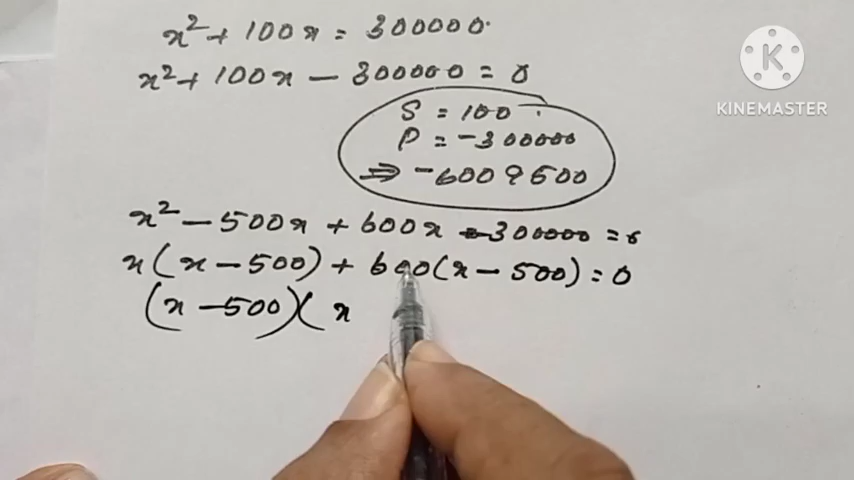 x² + 100x = 300000
x² + 100x - 300000 = 0
S = 100
P = -300000
⇒ -600 & 500
x² - 500x + 600x - 300000 = 0
x(x - 500) + 600(x - 500) = 0
(x - 500)(x
KINEMASTER